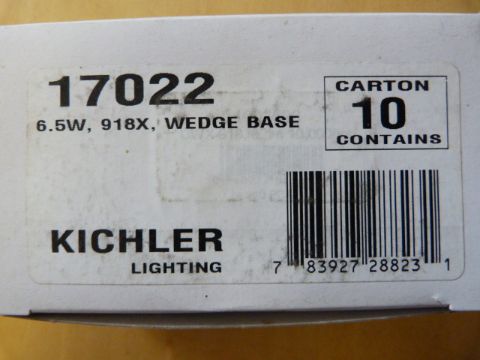 17022
6.5W, 918X, WEDGE BASE
CARTON
10
CONTAINS
KICHLER
LIGHTING
7 83927 28823 1